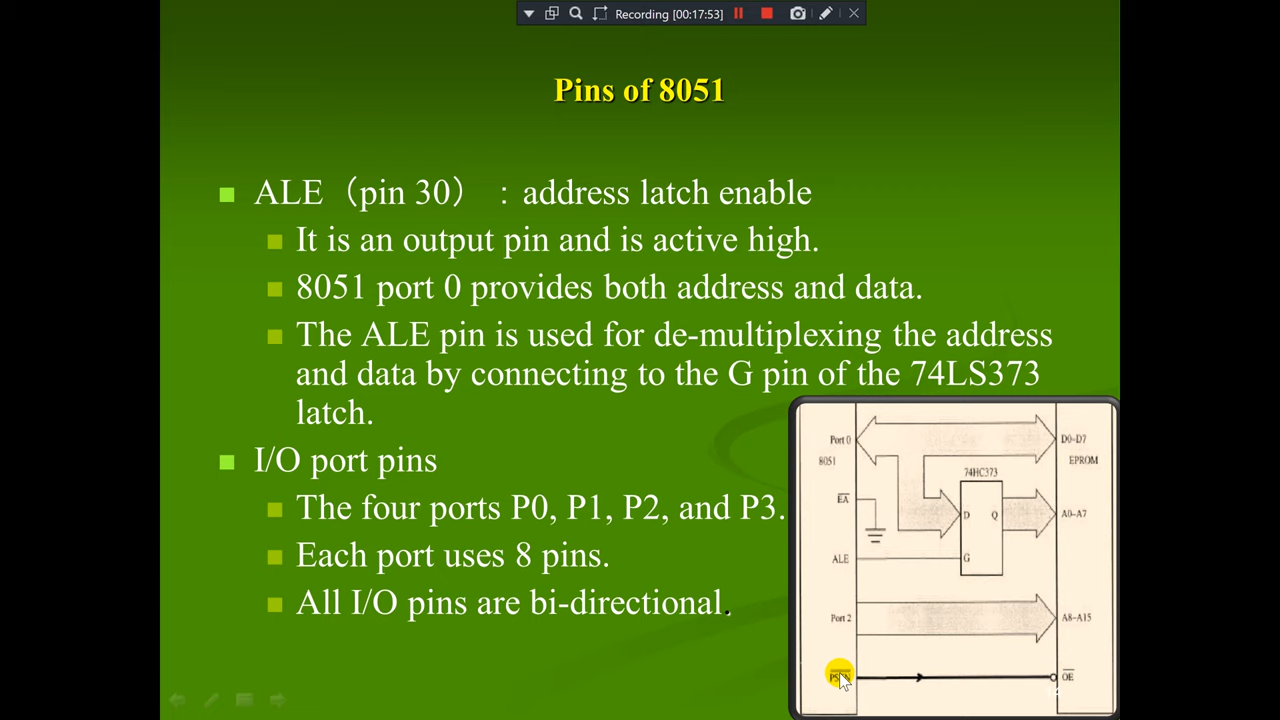 Recording [00:17:53]
Pins of 8051
ALE（pin 30）：address latch enable
It is an output pin and is active high.
8051 port 0 provides both address and data.
The ALE pin is used for de-multiplexing the address
and data by connecting to the G pin of the 74LS373
latch.
I/O port pins
The four ports P0, P1, P2, and P3.
Each port uses 8 pins.
All I/O pins are bi-directional.
Port 0
D0–D7
8051
EPROM
74HC373
EA
D
Q
A0–A7
ALE
G
Port 2
A8–A15
OE